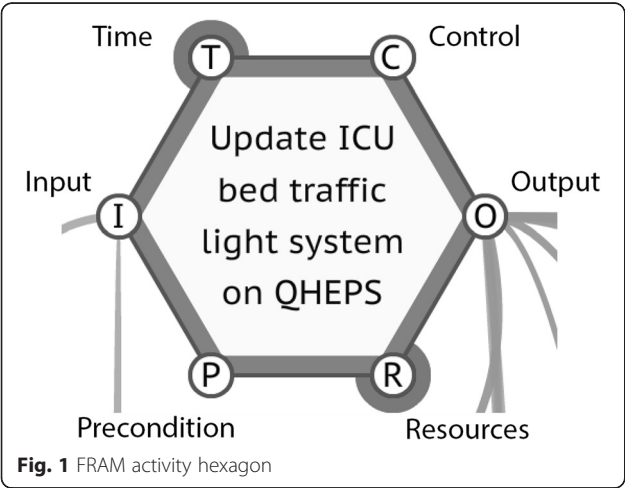 Time
Control
T
C
Update ICU
bed traffic
light system
on QHEPS
Input
Output
I
O
P
R
Precondition
Resources
Fig. 1 FRAM activity hexagon